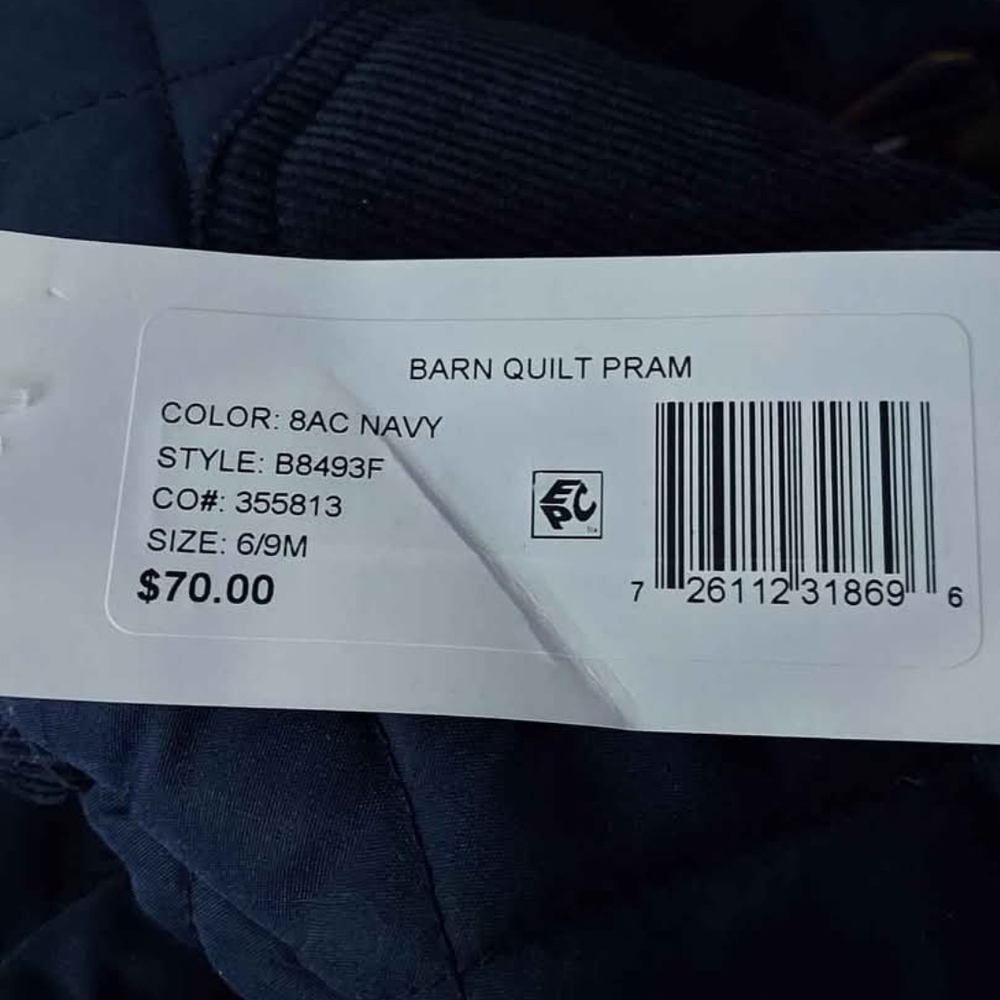 BARN QUILT PRAM
COLOR: 8AC NAVY
STYLE: B8493F
CO#: 355813
SIZE: 6/9M
$70.00
EPC
7 26112 31869 6